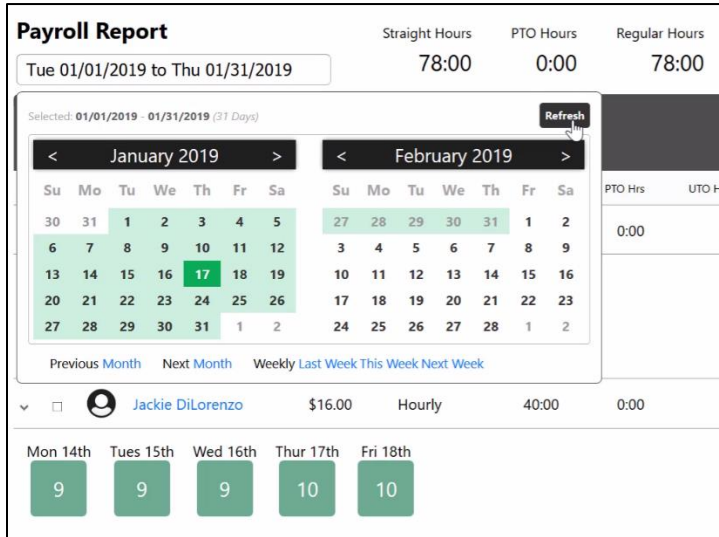 Payroll Report
Straight Hours PTO Hours Regular Hours
78:00 0:00 78:00
Tue 01/01/2019 to Thu 01/31/2019
Selected: 01/01/2019 - 01/31/2019 (31 Days)
Refresh
< January 2019 >
Su Mo Tu We Th Fr Sa
30 31 1 2 3 4 5
6 7 8 9 10 11 12
13 14 15 16 17 18 19
20 21 22 23 24 25 26
27 28 29 30 31 1 2
< February 2019 >
Su Mo Tu We Th Fr Sa
27 28 29 30 31 1 2
3 4 5 6 7 8 9
10 11 12 13 14 15 16
17 18 19 20 21 22 23
24 25 26 27 28 1 2
PTO Hrs UTO H
0:00
Previous Month Next Month Weekly Last Week This Week Next Week
Jackie DiLorenzo $16.00 Hourly 40:00 0:00
Mon 14th Tues 15th Wed 16th Thur 17th Fri 18th
9 9 9 10 10